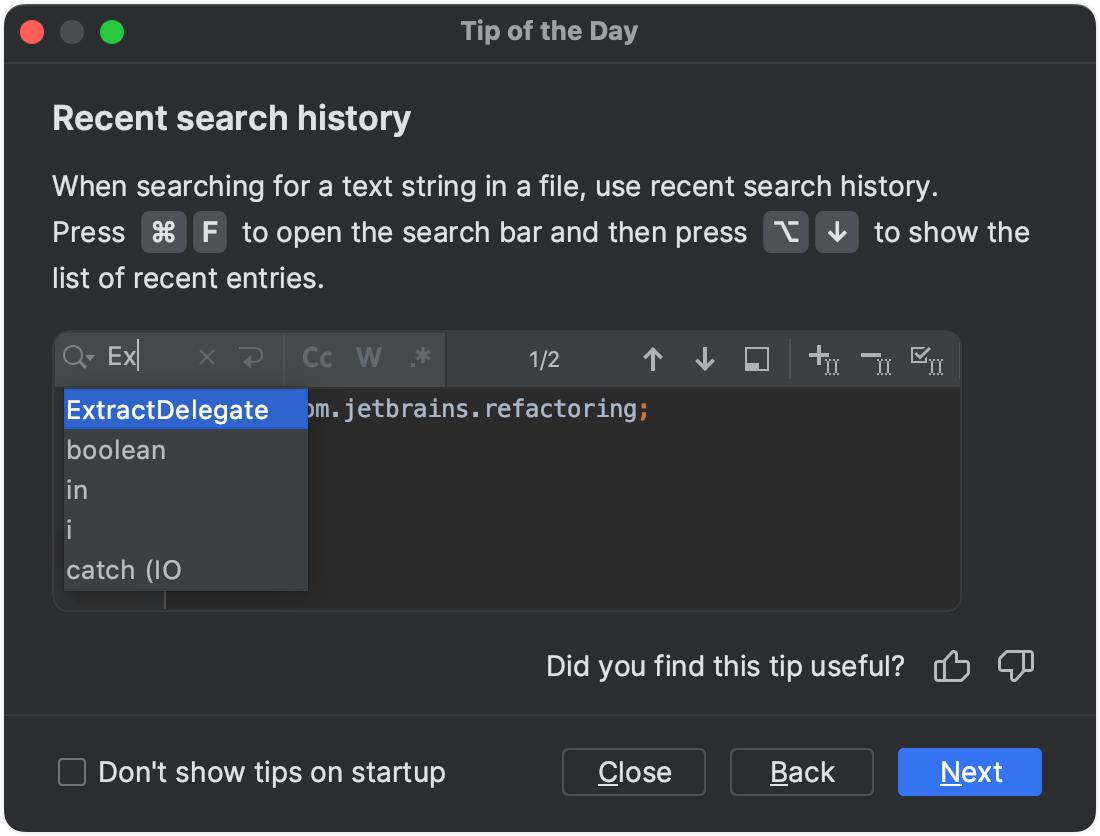 Tip of the Day
Recent search history
When searching for a text string in a file, use recent search history.
Press ⌘ F to open the search bar and then press ⌥ ↓ to show the
list of recent entries.
Ex Cc W .* 1/2
ExtractDelegate om.jetbrains.refactoring;
boolean
in
i
catch (IO
Did you find this tip useful?
Don't show tips on startup Close Back Next